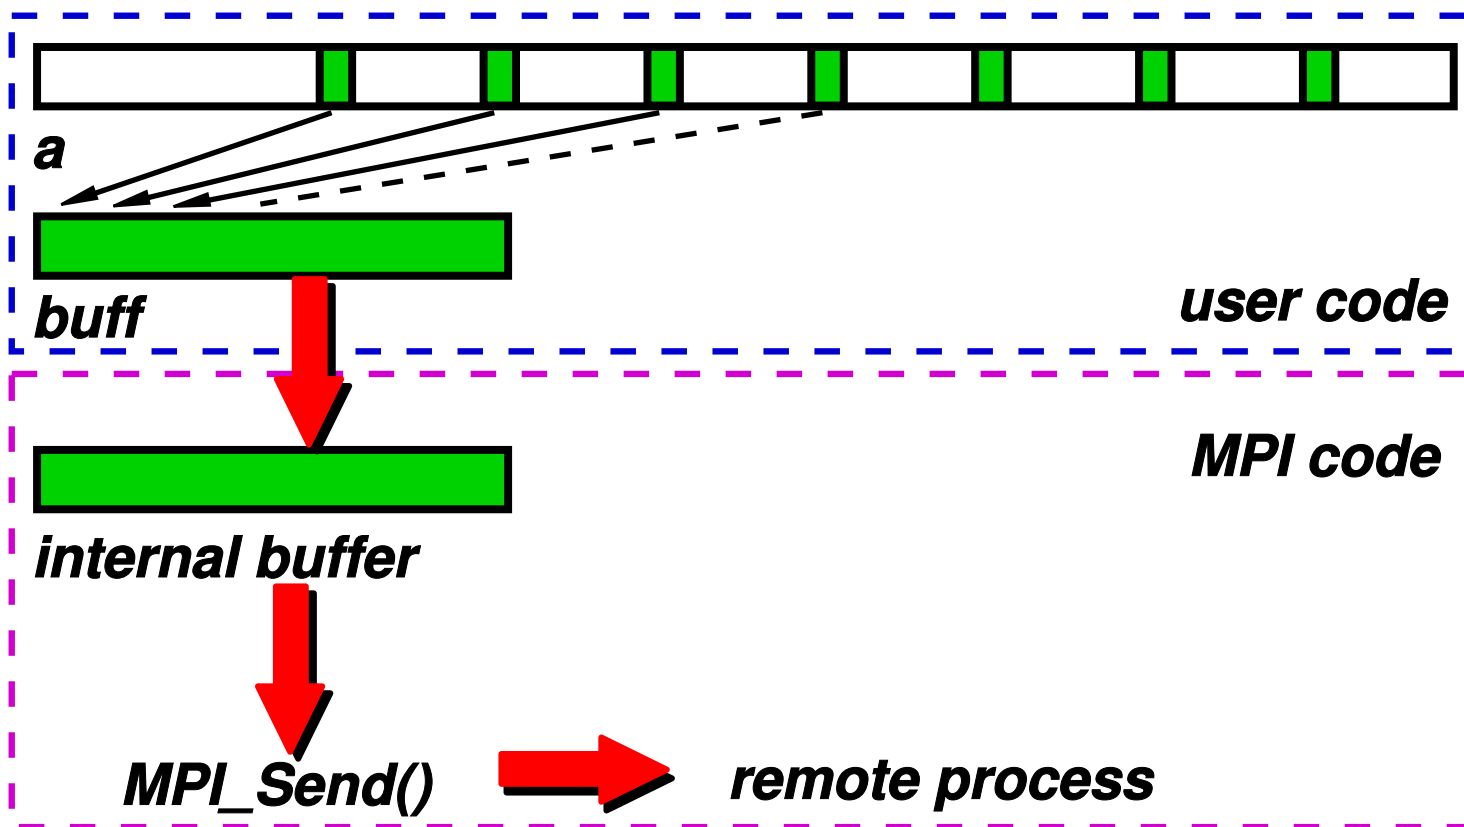 a
buff
user code
MPI code
internal buffer
MPI_Send()
remote process